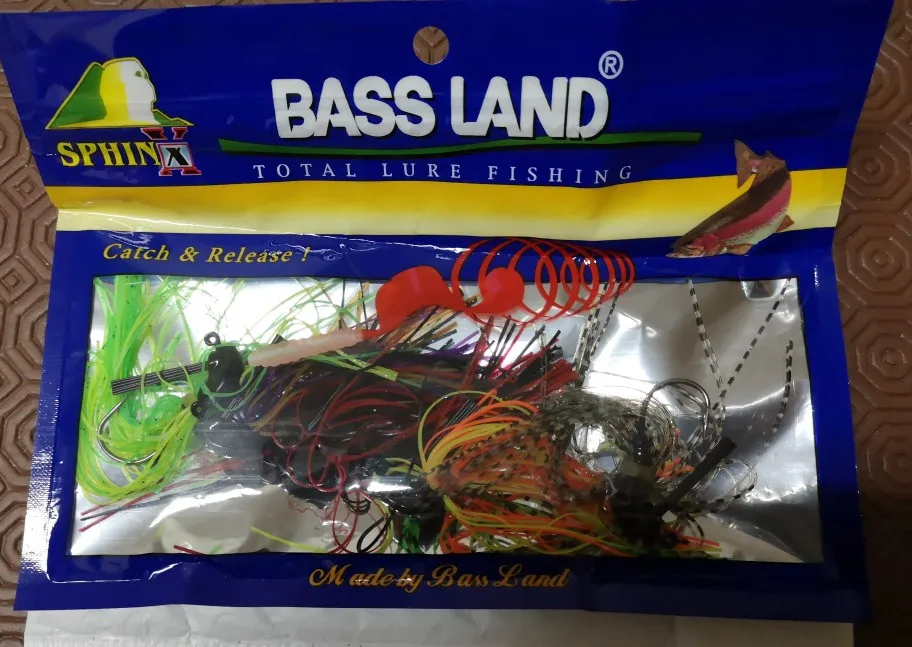 BASS LAND®
SPHINX
X
TOTAL LURE FISHING
Catch & Release !
Made by Bass Land